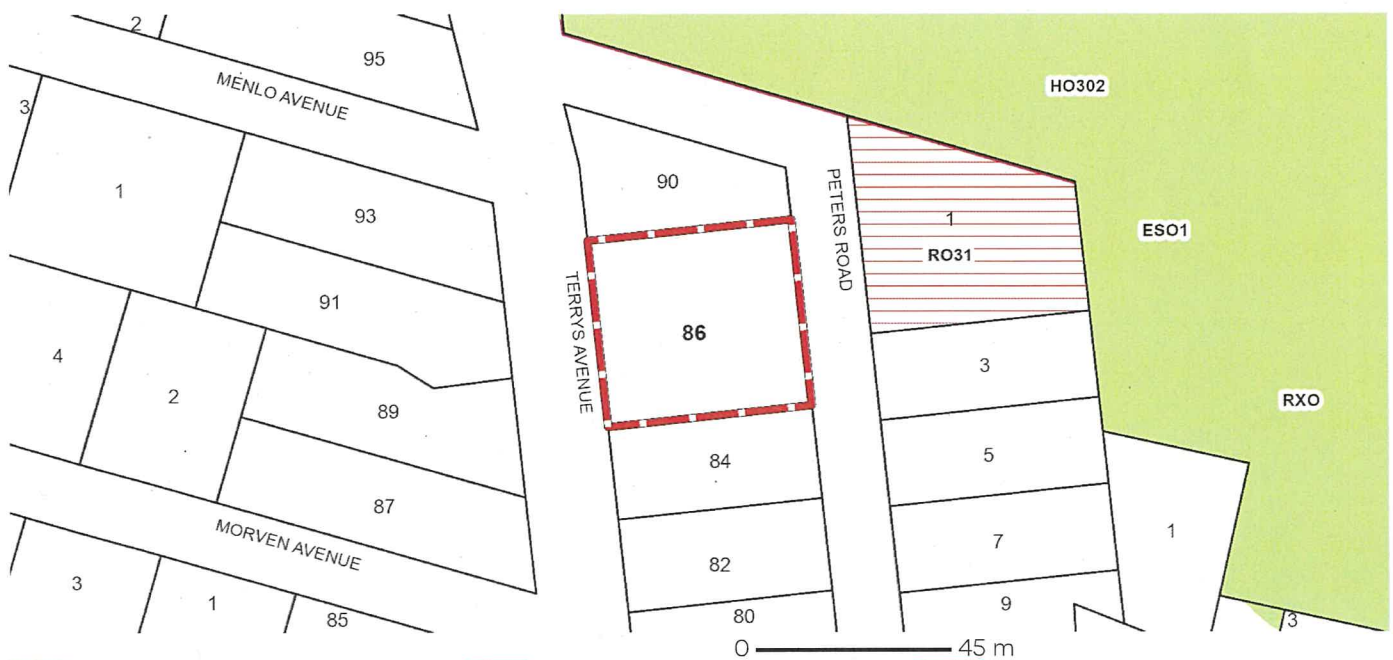 2
95
HO302
MENLO AVENUE
3
1
93
90
PETERS ROAD
1
RO31
ESO1
91
TERRYS AVENUE
86
4
2
89
3
RXO
84
5
87
MORVEN AVENUE
82
7
1
3
1
85
80
9
3
0 45 m